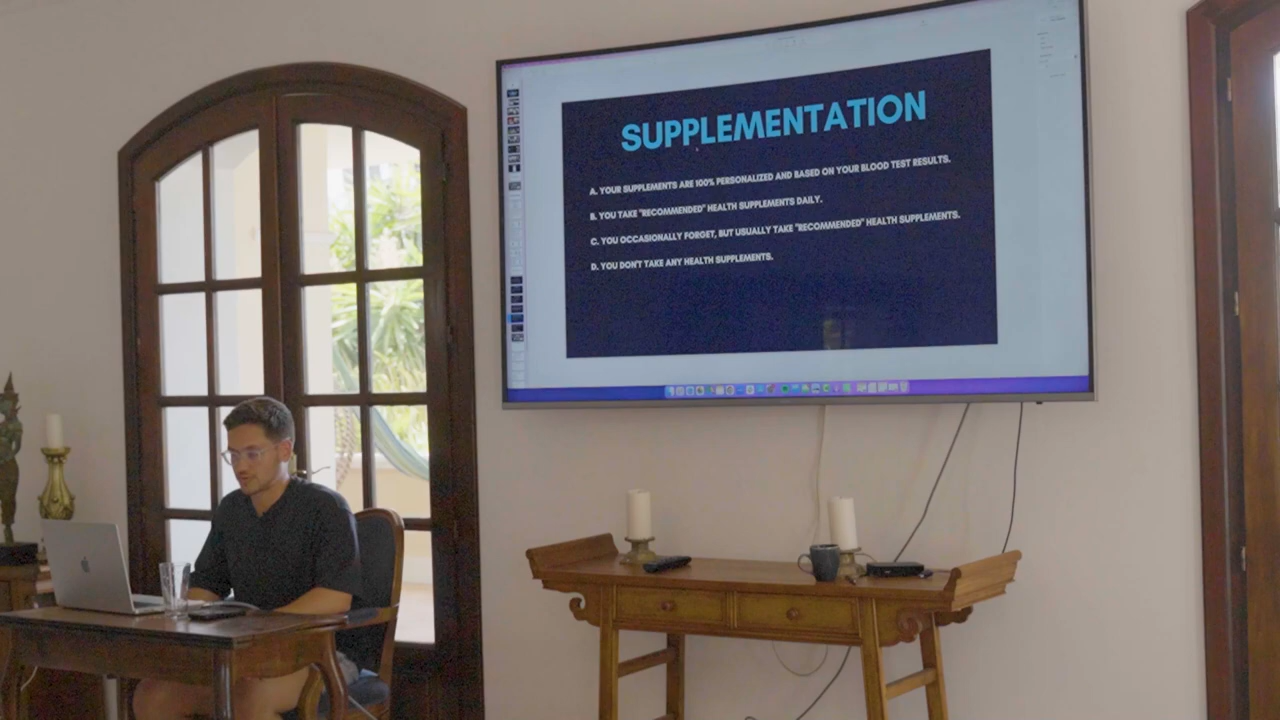 SUPPLEMENTATION
A. YOUR SUPPLEMENTS ARE 100% PERSONALIZED AND BASED ON YOUR BLOOD TEST RESULTS.
B. YOU TAKE "RECOMMENDED" HEALTH SUPPLEMENTS DAILY.
C. YOU OCCASIONALLY FORGET, BUT USUALLY TAKE "RECOMMENDED" HEALTH SUPPLEMENTS.
D. YOU DON'T TAKE ANY HEALTH SUPPLEMENTS.